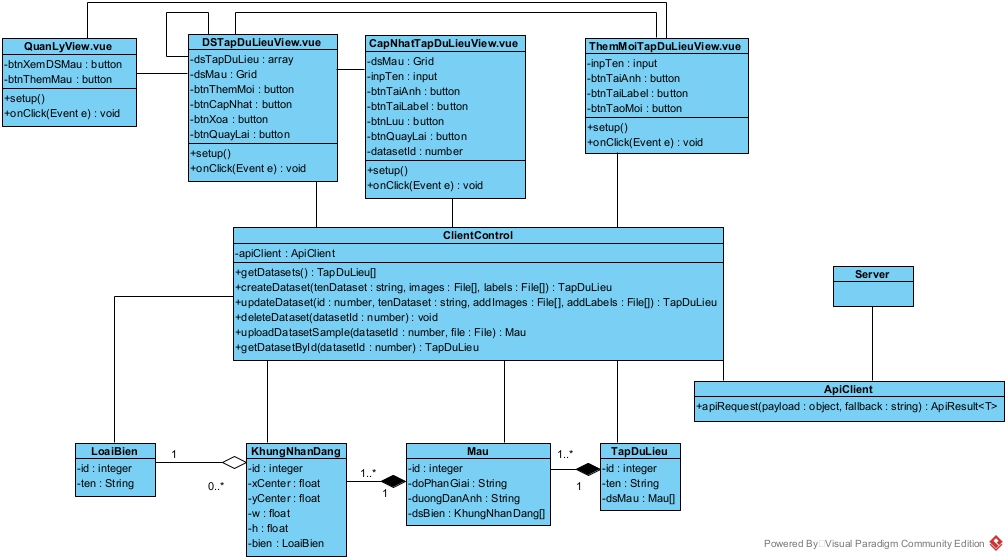 QuanLyView.vue
-btnXemDSMau : button
-btnThemMau : button
+setup()
+onClick(Event e) : void
DSTapDuLieuView.vue
-dsTapDuLieu : array
-dsMau : Grid
-btnThemMoi : button
-btnCapNhat : button
-btnXoa : button
-btnQuayLai : button
+setup()
+onClick(Event e) : void
CapNhatTapDuLieuView.vue
-dsMau : Grid
-inpTen : input
-btnTaiAnh : button
-btnTaiLabel : button
-btnLuu : button
-btnQuayLai : button
-datasetId : number
+setup()
+onClick(Event e) : void
ThemMoiTapDuLieuView.vue
-inpTen : input
-btnTaiAnh : button
-btnTaiLabel : button
-btnTaoMoi : button
+setup()
+onClick(Event e) : void
ClientControl
-apiClient : ApiClient
+getDatasets() : TapDuLieu[]
+createDataset(tenDataset : string, images : File[], labels : File[]) : TapDuLieu
+updateDataset(id : number, tenDataset : string, addImages : File[], addLabels : File[]) : TapDuLieu
+deleteDataset(datasetId : number) : void
+uploadDatasetSample(datasetId : number, file : File) : Mau
+getDatasetById(datasetId : number) : TapDuLieu
Server
ApiClient
+apiRequest(payload : object, fallback : string) : ApiResult<T>
LoaiBien
-id : integer
-ten : String
1
0..*
KhungNhanDang
-id : integer
-xCenter : float
-yCenter : float
-w : float
-h : float
-bien : LoaiBien
1..*
1
Mau
-id : integer
-doPhanGiai : String
-duongDanAnh : String
-dsBien : KhungNhanDang[]
1..*
1
TapDuLieu
-id : integer
-ten : String
-dsMau : Mau[]
Powered By Visual Paradigm Community Edition